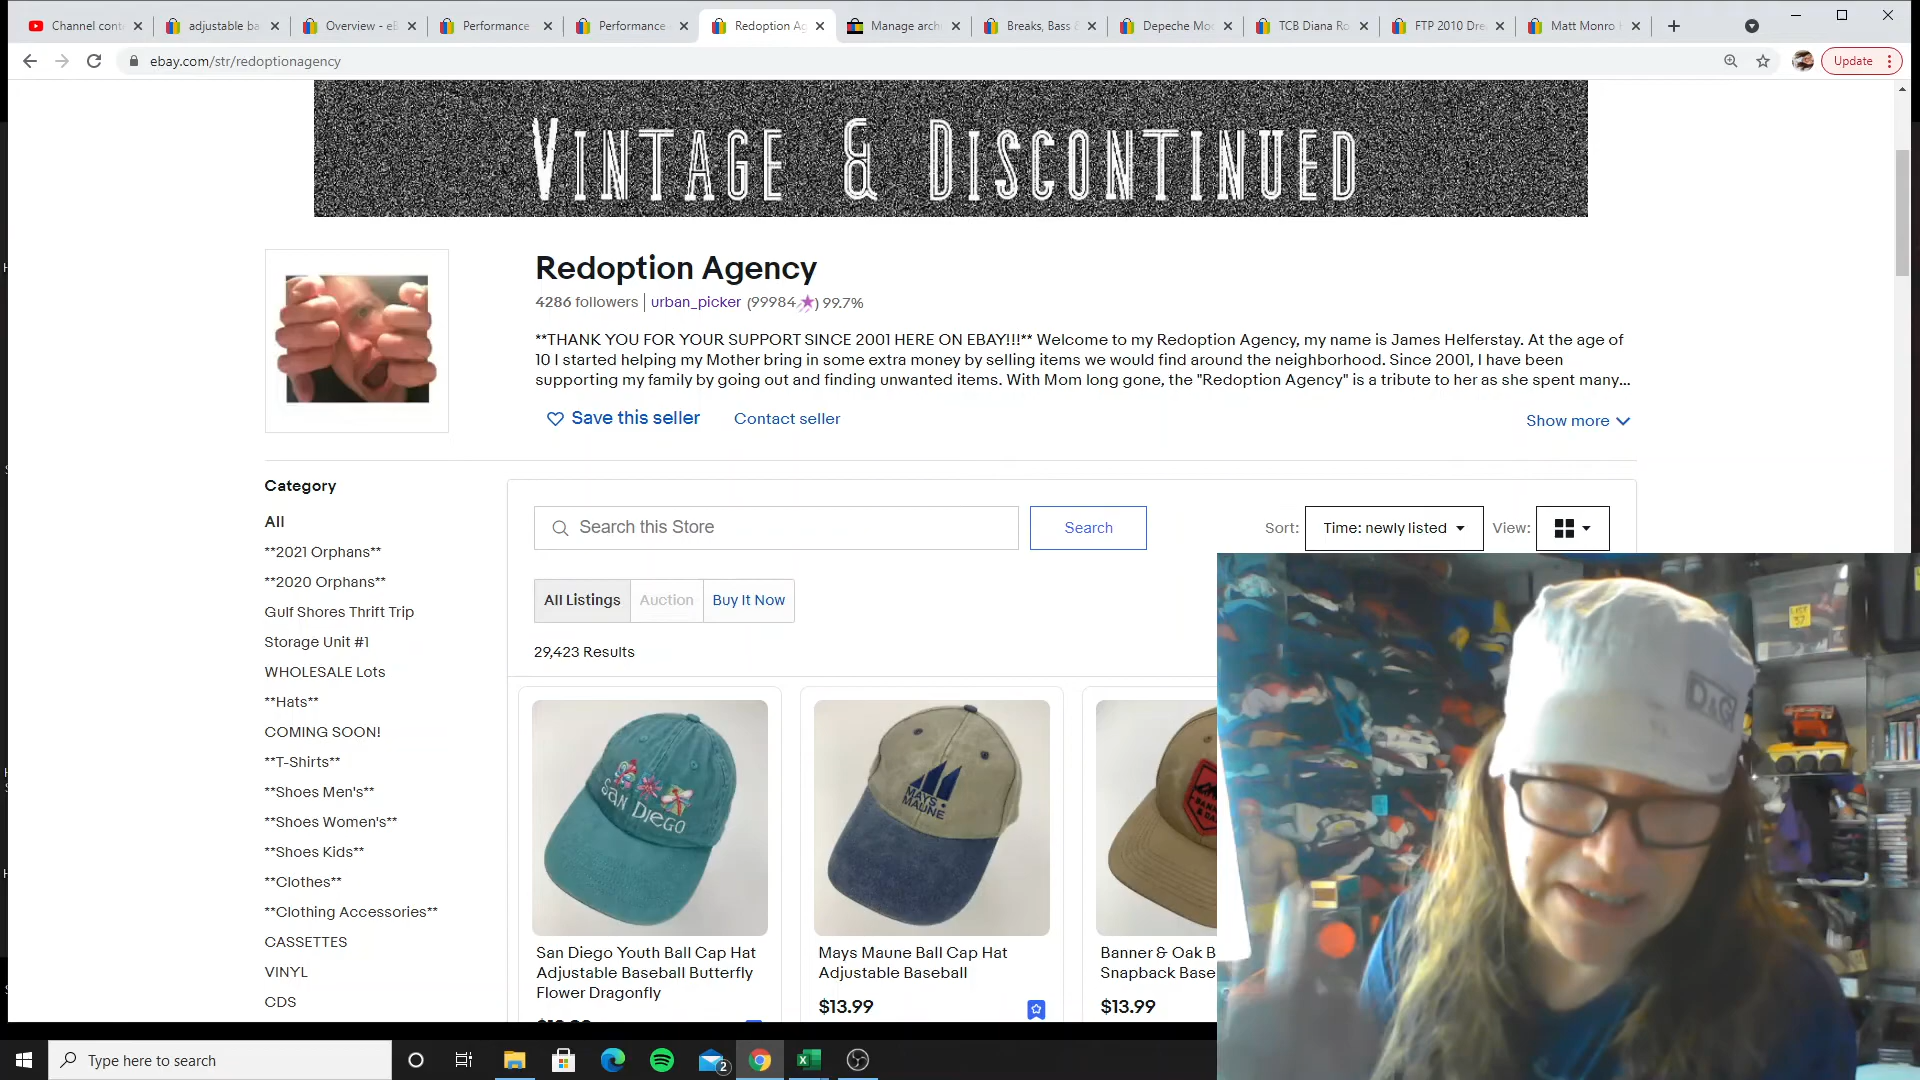 Channel cont
adjustable ba
Overview - eB
Performance
Performance
Redoption Ag
Manage arch
Breaks, Bass &
Depeche Mod
TCB Diana Ro
FTP 2010 Dre
Matt Monro
ebay.com/str/redoptionagency
Update
VINTAGE & DISCONTINUED
Redoption Agency
4286 followers urban_picker (99984 ) 99.7%
**THANK YOU FOR YOUR SUPPORT SINCE 2001 HERE ON EBAY!!!** Welcome to my Redoption Agency, my name is James Helferstay. At the age of
10 I started helping my Mother bring in some extra money by selling items we would find around the neighborhood. Since 2001, I have been
supporting my family by going out and finding unwanted items. With Mom long gone, the "Redoption Agency" is a tribute to her as she spent many...
Save this seller
Contact seller
Show more
Category
All
**2021 Orphans**
**2020 Orphans**
Gulf Shores Thrift Trip
Storage Unit #1
WHOLESALE Lots
**Hats**
COMING SOON!
**T-Shirts**
**Shoes Men's**
**Shoes Women's**
**Shoes Kids**
**Clothes**
**Clothing Accessories**
CASSETTES
VINYL
CDS
Search this Store
Search
Sort:
Time: newly listed
View:
All Listings
Auction
Buy It Now
29,423 Results
SAN DIEGO
MAYS
MAUNE
San Diego Youth Ball Cap Hat
Adjustable Baseball Butterfly
Flower Dragonfly
Mays Maune Ball Cap Hat
Adjustable Baseball
$13.99
Banner & Oak B
Snapback Base
$13.99
D&G
Type here to search
2